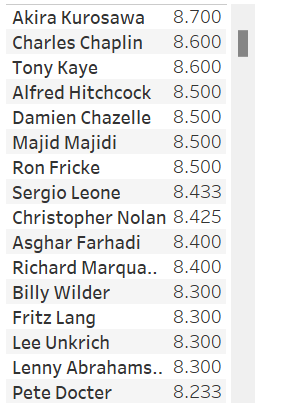 Akira Kurosawa 8.700
Charles Chaplin 8.600
Tony Kaye 8.600
Alfred Hitchcock 8.500
Damien Chazelle 8.500
Majid Majidi 8.500
Ron Fricke 8.500
Sergio Leone 8.433
Christopher Nolan 8.425
Asghar Farhadi 8.400
Richard Marqua.. 8.400
Billy Wilder 8.300
Fritz Lang 8.300
Lee Unkrich 8.300
Lenny Abrahams.. 8.300
Pete Docter 8.233